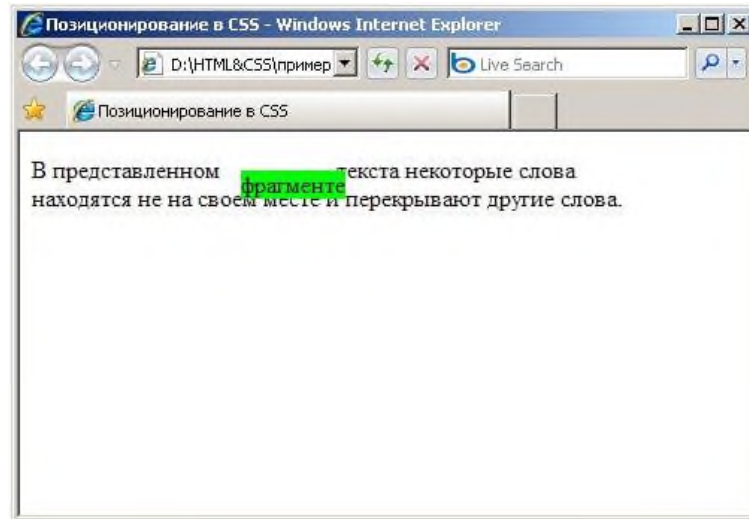 Позиционирование в CSS - Windows Internet Explorer
D:\HTML&CSS\пример
Live Search
Позиционирование в CSS
В представленном текста некоторые слова
фрагменте
находятся не на своем месте и перекрывают другие слова.